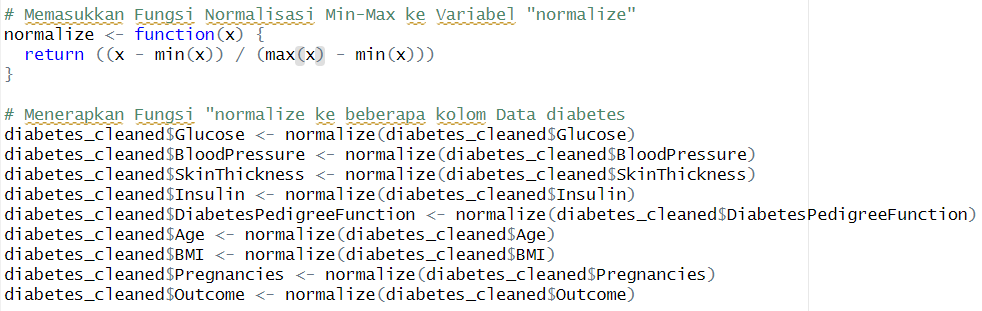 # Memasukkan Fungsi Normalisasi Min-Max ke Variabel "normalize"
normalize <- function(x) {
  return ((x - min(x)) / (max(x) - min(x)))
}
# Menerapkan Fungsi "normalize ke beberapa kolom Data diabetes
diabetes_cleaned$Glucose <- normalize(diabetes_cleaned$Glucose)
diabetes_cleaned$BloodPressure <- normalize(diabetes_cleaned$BloodPressure)
diabetes_cleaned$SkinThickness <- normalize(diabetes_cleaned$SkinThickness)
diabetes_cleaned$Insulin <- normalize(diabetes_cleaned$Insulin)
diabetes_cleaned$DiabetesPedigreeFunction <- normalize(diabetes_cleaned$DiabetesPedigreeFunction)
diabetes_cleaned$Age <- normalize(diabetes_cleaned$Age)
diabetes_cleaned$BMI <- normalize(diabetes_cleaned$BMI)
diabetes_cleaned$Pregnancies <- normalize(diabetes_cleaned$Pregnancies)
diabetes_cleaned$Outcome <- normalize(diabetes_cleaned$Outcome)